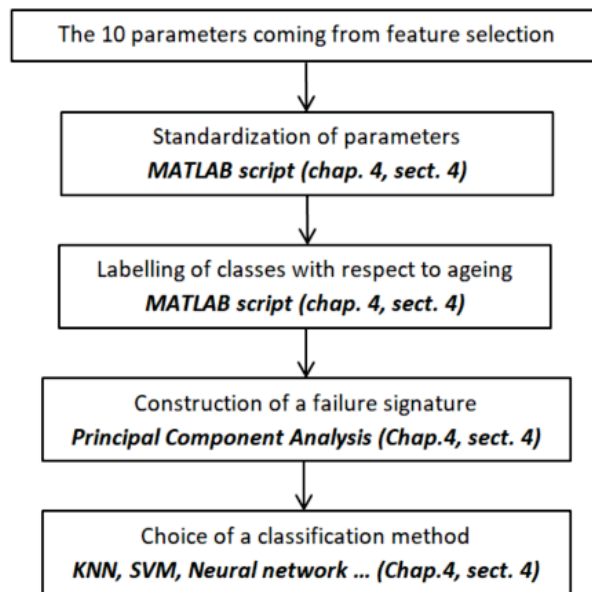 The 10 parameters coming from feature selection
Standardization of parameters
MATLAB script (chap. 4, sect. 4)
Labelling of classes with respect to ageing
MATLAB script (chap. 4, sect. 4)
Construction of a failure signature
Principal Component Analysis (Chap.4, sect. 4)
Choice of a classification method
KNN, SVM, Neural network ... (Chap.4, sect. 4)